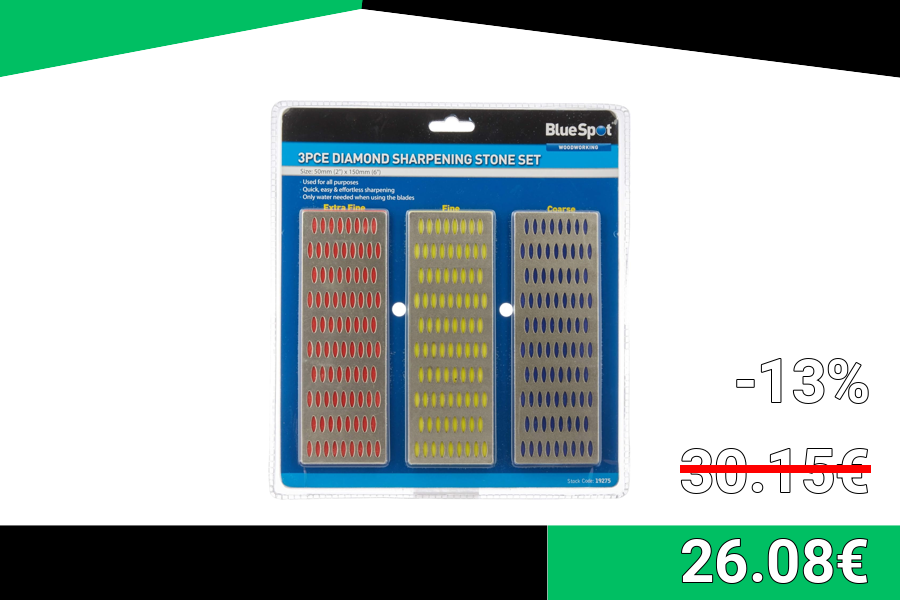 BlueSpot
WOODWORKING
3PCE DIAMOND SHARPENING STONE SET
Size: 50mm (2") x 150mm (6")
· Used for all purposes
· Quick, easy & effortless sharpening
· Only water needed when using the blades
Extra Fine Fine Coarse
-13%
30.15€
Stock Code: 19275
26.08€